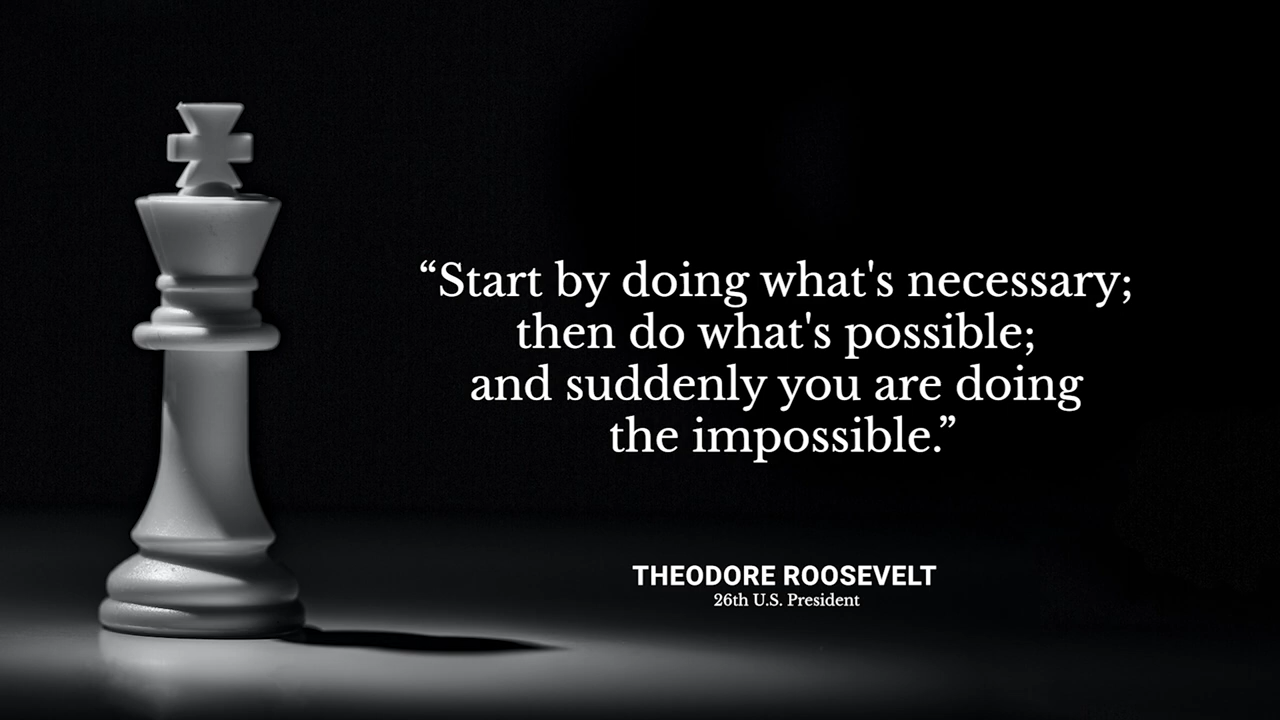 “Start by doing what's necessary;
then do what's possible;
and suddenly you are doing
the impossible.”
THEODORE ROOSEVELT
26th U.S. President